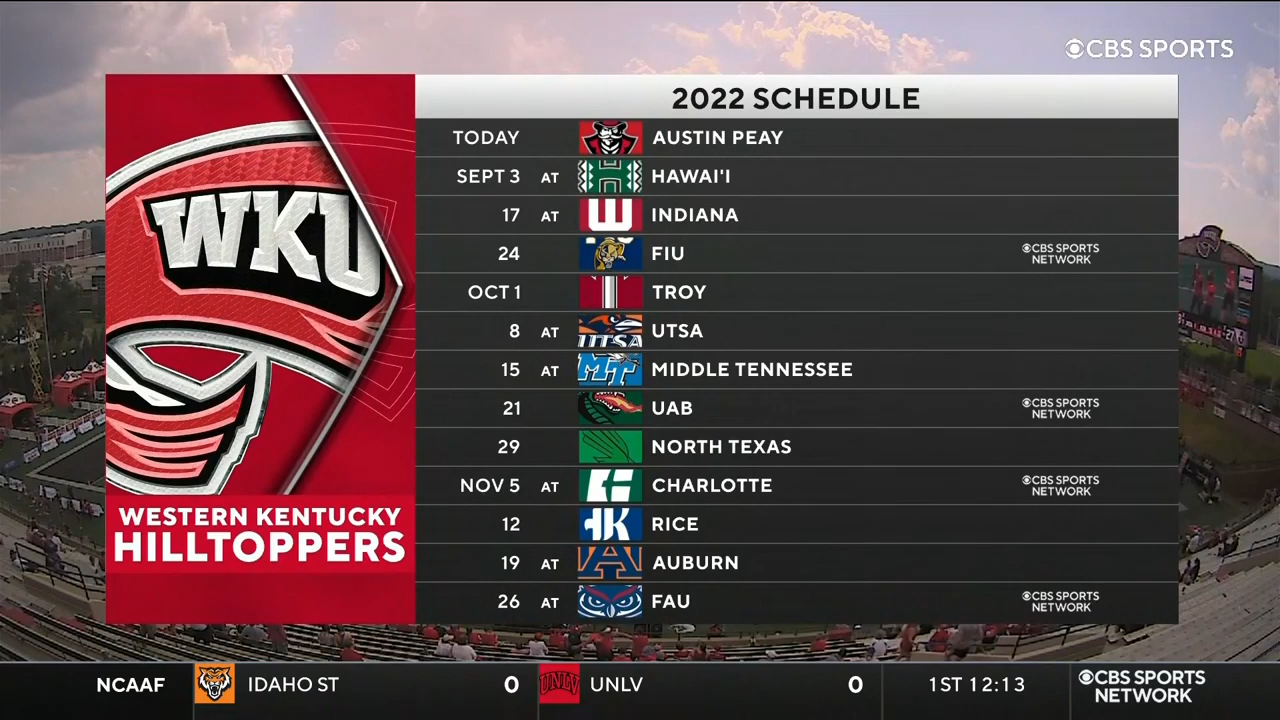 CBS SPORTS
2022 SCHEDULE
TODAY AUSTIN PEAY
SEPT 3 AT HAWAI'I
17 AT INDIANA
24 FIU CBS SPORTS NETWORK
OCT 1 TROY
8 AT UTSA UTSA
15 AT MT MIDDLE TENNESSEE
21 UAB CBS SPORTS NETWORK
29 NORTH TEXAS
NOV 5 AT CHARLOTTE CBS SPORTS NETWORK
12 RICE
19 AT AUBURN
26 AT FAU CBS SPORTS NETWORK
WKU
WESTERN KENTUCKY
HILLTOPPERS
NCAAF IDAHO ST 0 UNLV UNLV 0 1ST 12:13 CBS SPORTS NETWORK